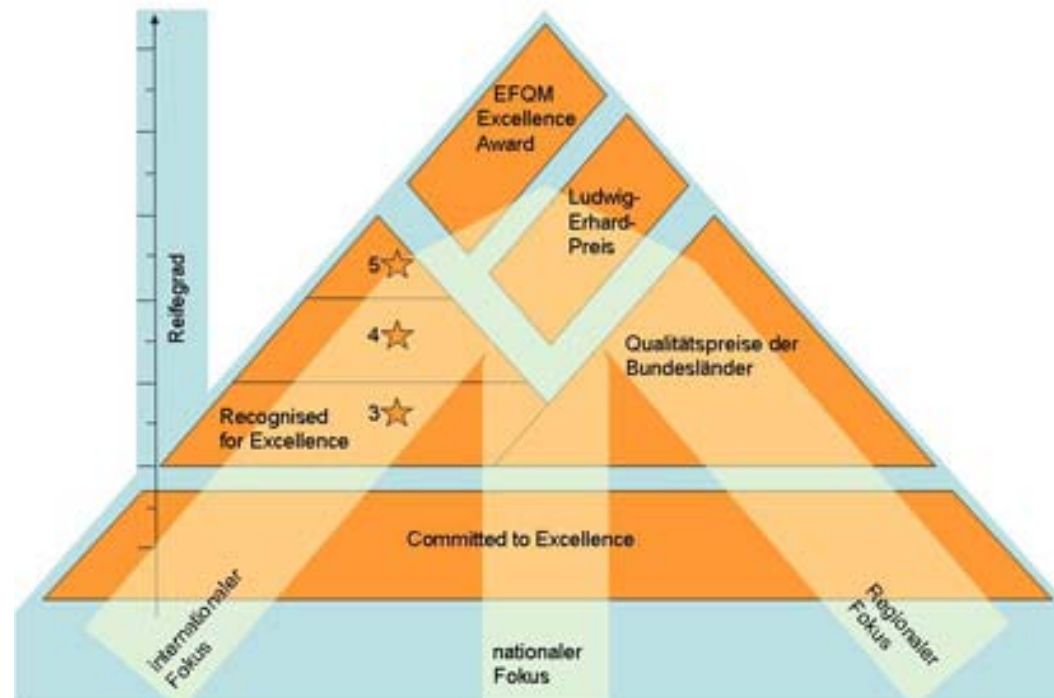 EFQM
Excellence
Award
Ludwig-
Erhard-
Preis
Reifegrad
5
4
3
Recognised
for Excellence
Qualitätspreise der
Bundesländer
Committed to Excellence
internationaler
Fokus
nationaler
Fokus
Regionaler
Fokus